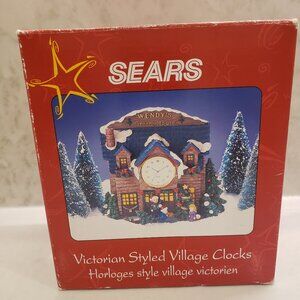 SEARS
WENDY'S
Victorian Styled Village Clocks
Horloges style village victorien